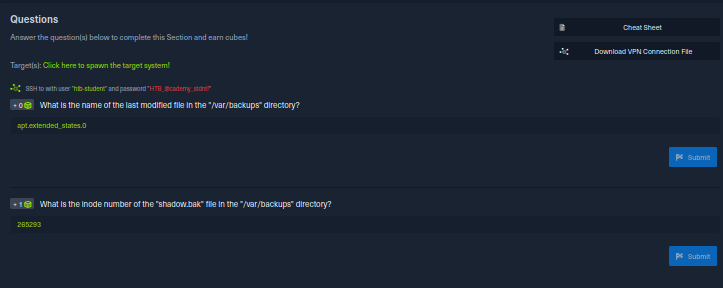 Questions
Answer the question(s) below to complete this Section and earn cubes!
Cheat Sheet
Download VPN Connection File
Target(s): Click here to spawn the target system!
SSH to with user "htb-student" and password "HTB_@cademy_stdnt!"
+ 0 What is the name of the last modified file in the "/var/backups" directory?
apt.extended_states.0
Submit
+ 1 What is the inode number of the "shadow.bak" file in the "/var/backups" directory?
265293
Submit